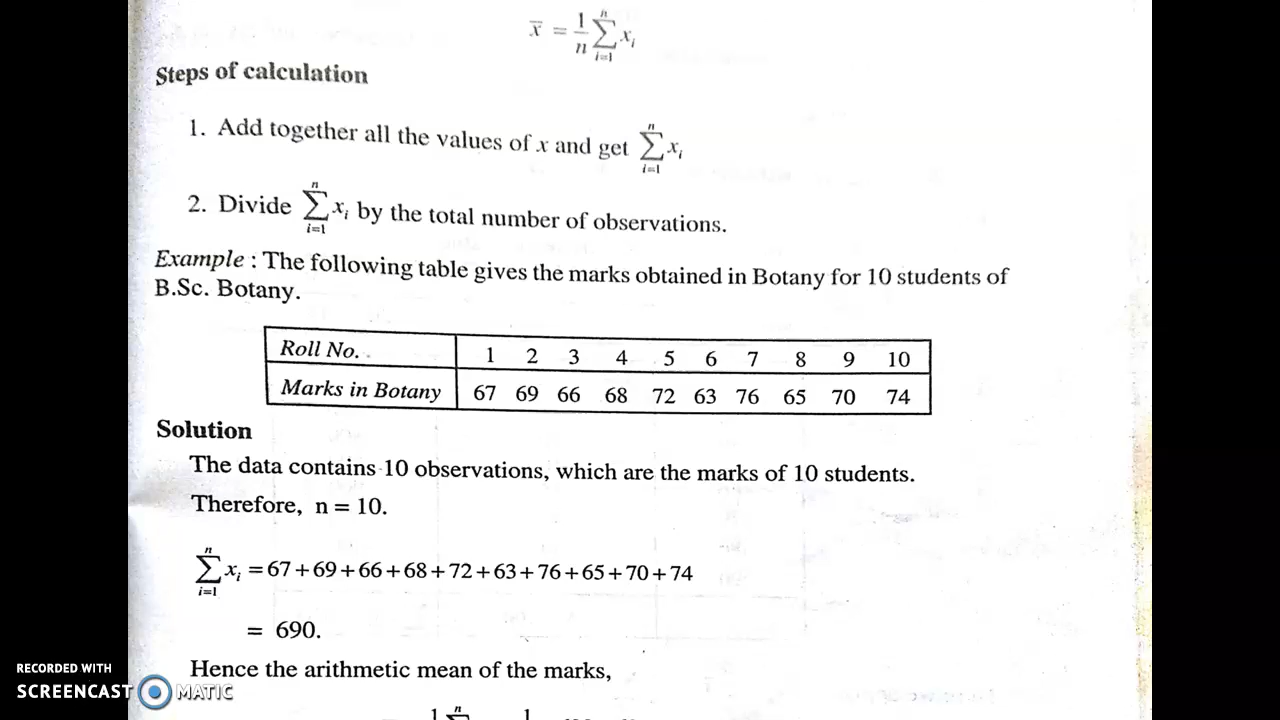 x̄ = 1/n ∑_{i=1}^{n} x_i
Steps of calculation
1. Add together all the values of x and get ∑_{i=1}^{n} x_i
2. Divide ∑_{i=1}^{n} x_i by the total number of observations.
Example : The following table gives the marks obtained in Botany for 10 students of
B.Sc. Botany.
Roll No. 1 2 3 4 5 6 7 8 9 10
Marks in Botany 67 69 66 68 72 63 76 65 70 74
Solution
The data contains 10 observations, which are the marks of 10 students.
Therefore, n = 10.
∑_{i=1}^{n} x_i = 67+69+66+68+72+63+76+65+70+74
= 690.
Hence the arithmetic mean of the marks,
RECORDED WITH
SCREENCAST MATIC